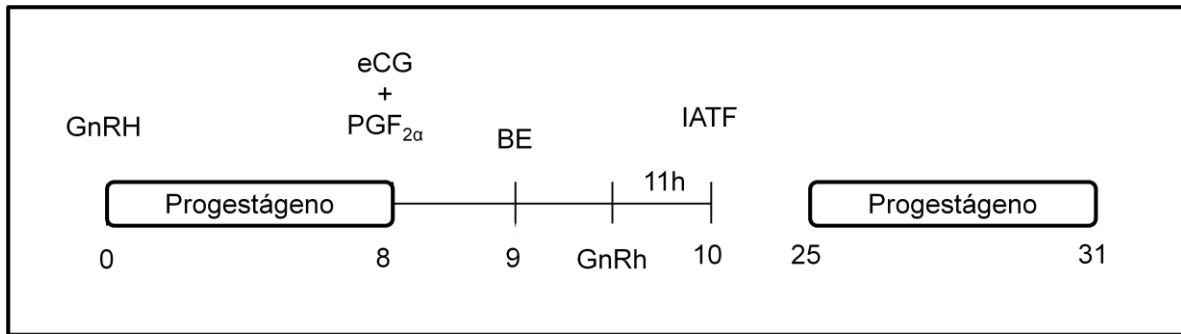 eCG
+
GnRH PGF2α BE IATF
11h
Progestágeno Progestágeno
0 8 9 GnRh 10 25 31